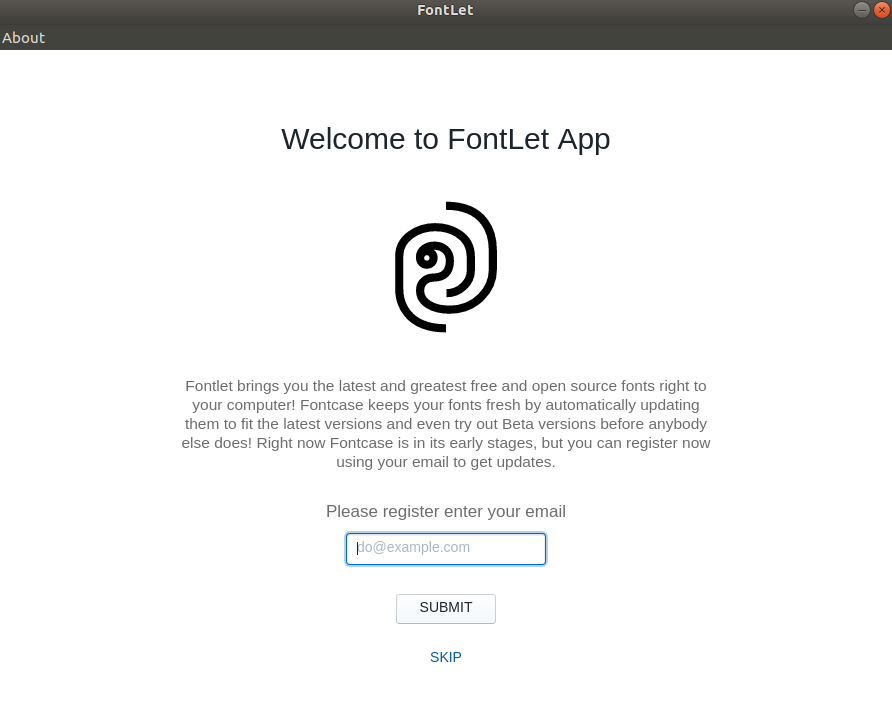 FontLet
About
Welcome to FontLet App
Fontlet brings you the latest and greatest free and open source fonts right to
your computer! Fontcase keeps your fonts fresh by automatically updating
them to fit the latest versions and even try out Beta versions before anybody
else does! Right now Fontcase is in its early stages, but you can register now
using your email to get updates.
Please register enter your email
do@example.com
SUBMIT
SKIP